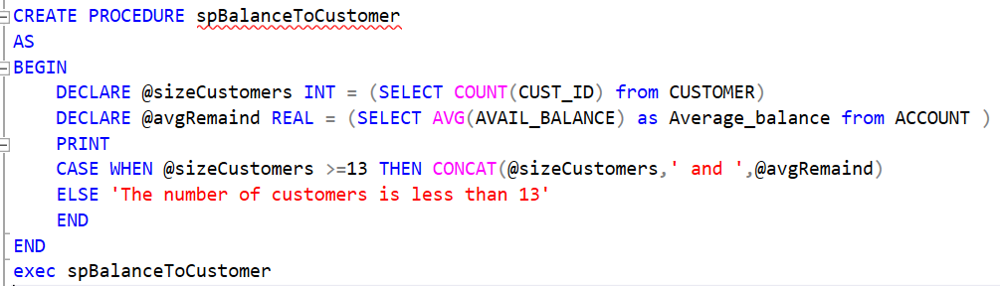 CREATE PROCEDURE spBalanceToCustomer
AS
BEGIN
DECLARE @sizeCustomers INT = (SELECT COUNT(CUST_ID) from CUSTOMER)
DECLARE @avgRemaind REAL = (SELECT AVG(AVAIL_BALANCE) as Average_balance from ACCOUNT )
PRINT
CASE WHEN @sizeCustomers >=13 THEN CONCAT(@sizeCustomers,' and ',@avgRemaind)
ELSE 'The number of customers is less than 13'
END
END
exec spBalanceToCustomer